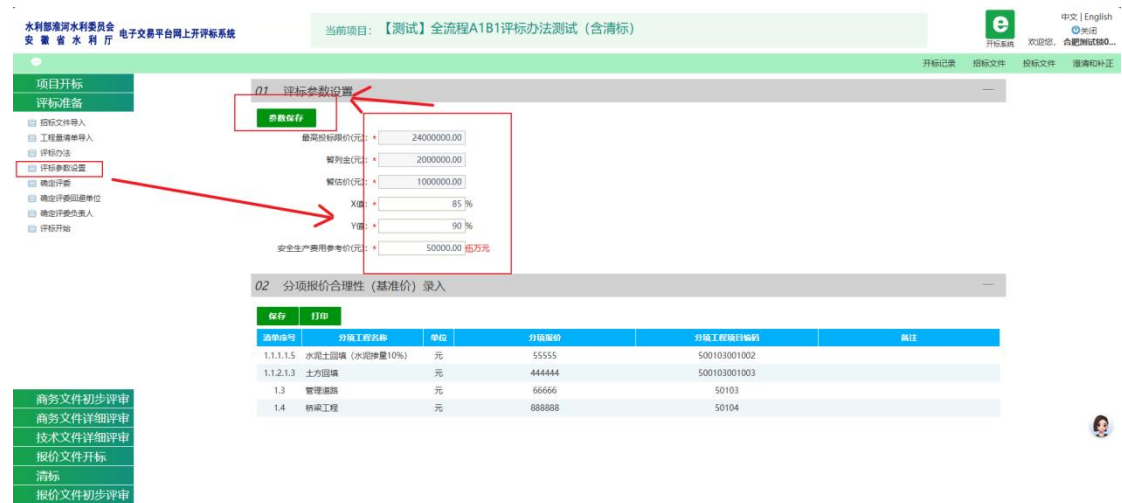 水利部淮河水利委员会
安徽省水利厅
电子交易平台网上开评标系统
当前项目：【测试】全流程A1B1评标办法测试（含清标）
e
开标系统
中文 | English
关闭
欢迎您，合肥测试锁0...
开标记录 招标文件 投标文件 澄清和补正
项目开标
评标准备
招标文件导入
工程量清单导入
评标办法
评标参数设置
确定评委
确定评委回避单位
确定评委负责人
评标开始
商务文件初步评审
商务文件详细评审
技术文件详细评审
报价文件开标
清标
报价文件初步评审
01 评标参数设置
参数保存
最高投标限价(元)：* 24000000.00
暂列金(元)：* 2000000.00
暂估价(元)：* 1000000.00
X值：* 85 %
Y值：* 90 %
安全生产费用参考价(元)：* 50000.00 伍万元
02 分项报价合理性（基准价）录入
保存 打印
清单序号 分项工程名称 单位 分项报价 分项工程项目编码 备注
1.1.1.1.5 水泥土回填（水泥掺量10%） 元 55555 500103001002
1.1.2.1.3 土方回填 元 444444 500103001003
1.3 管理道路 元 66666 50103
1.4 桥梁工程 元 888888 50104